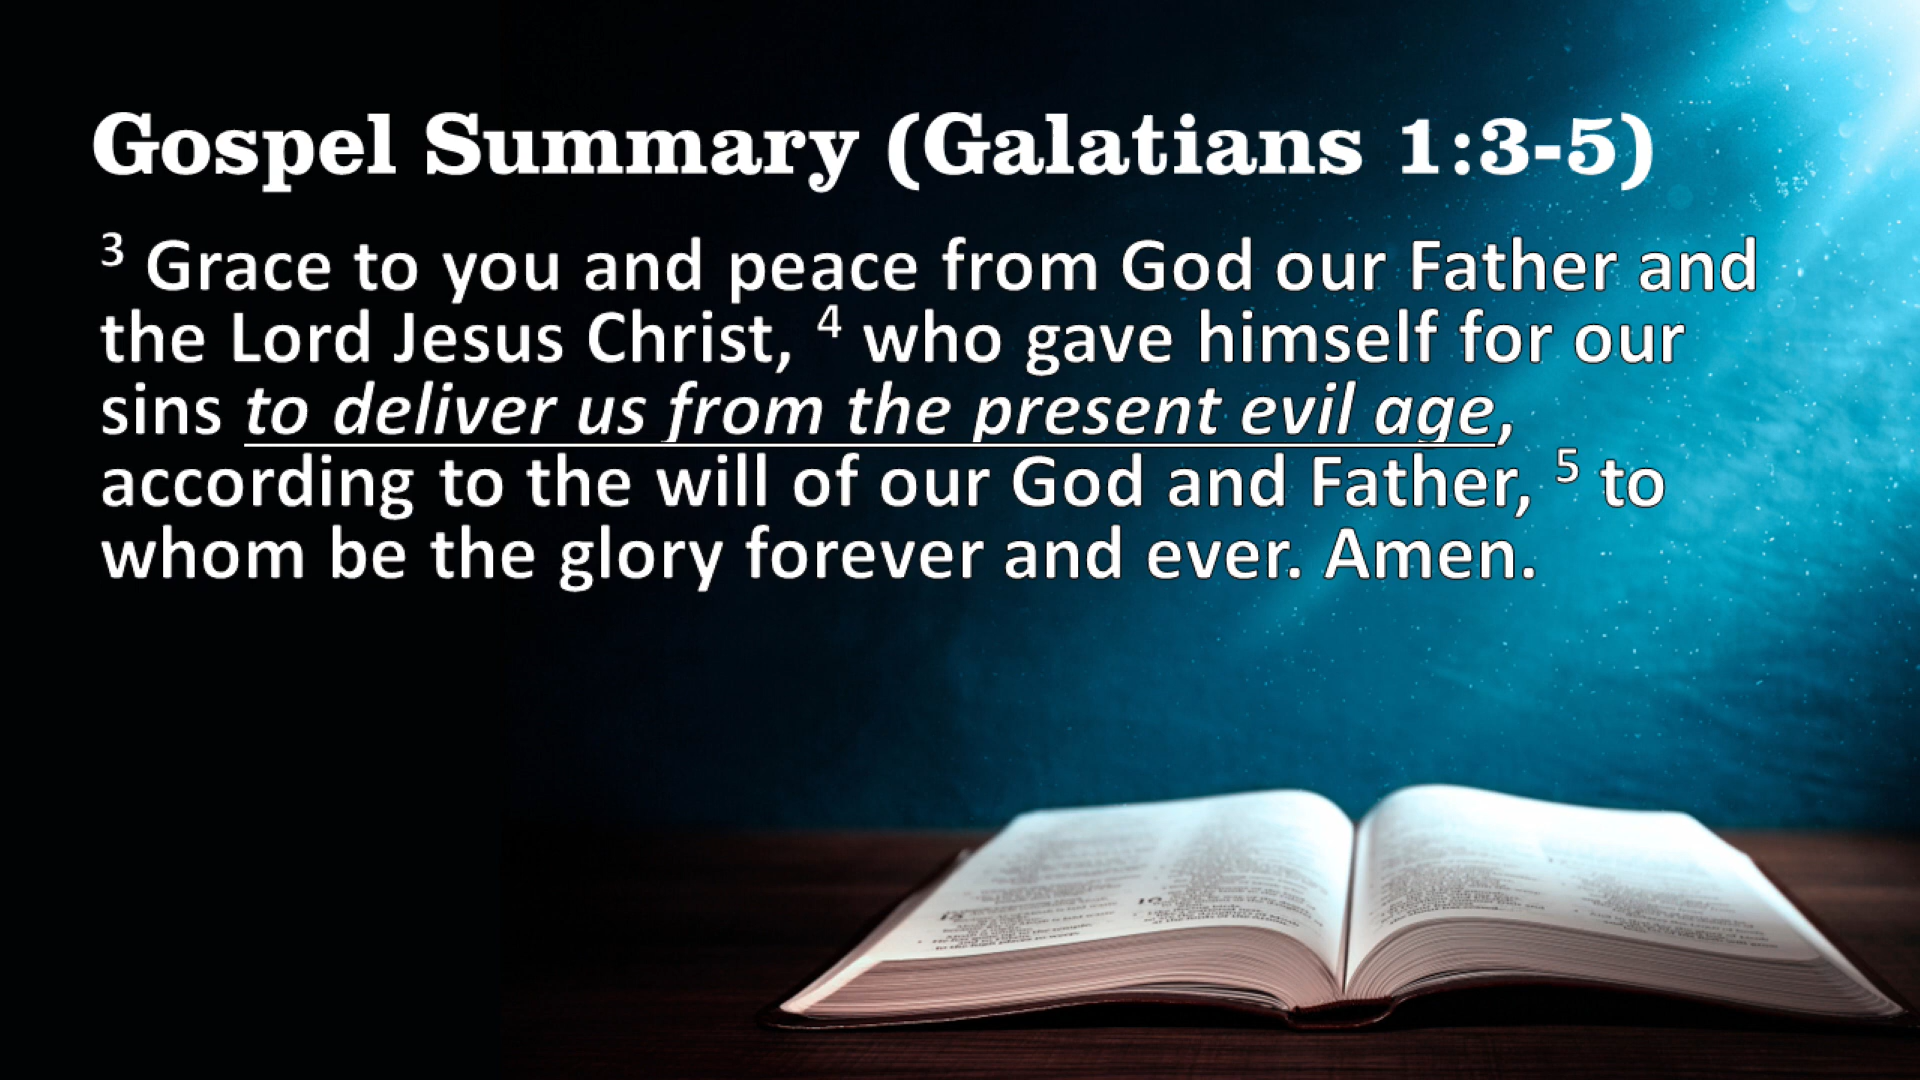 Gospel Summary (Galatians 1:3-5)
3 Grace to you and peace from God our Father and
the Lord Jesus Christ, 4 who gave himself for our
sins to deliver us from the present evil age,
according to the will of our God and Father, 5 to
whom be the glory forever and ever. Amen.